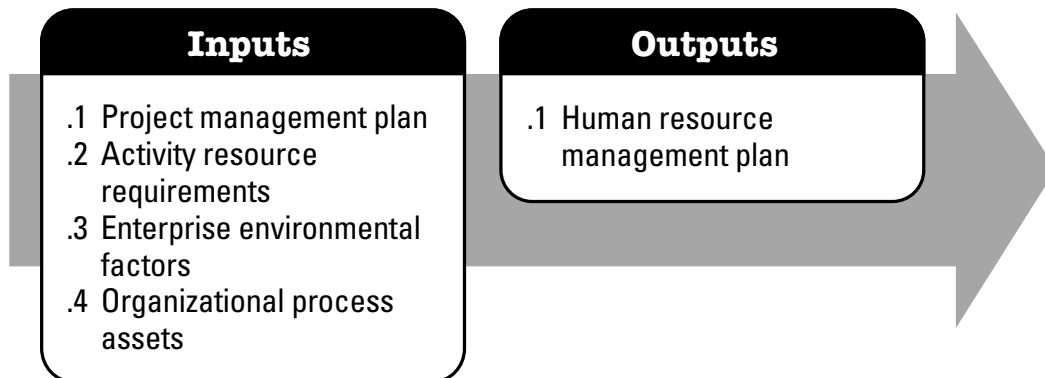 Inputs
.1 Project management plan
.2 Activity resource
requirements
.3 Enterprise environmental
factors
.4 Organizational process
assets
Outputs
.1 Human resource
management plan